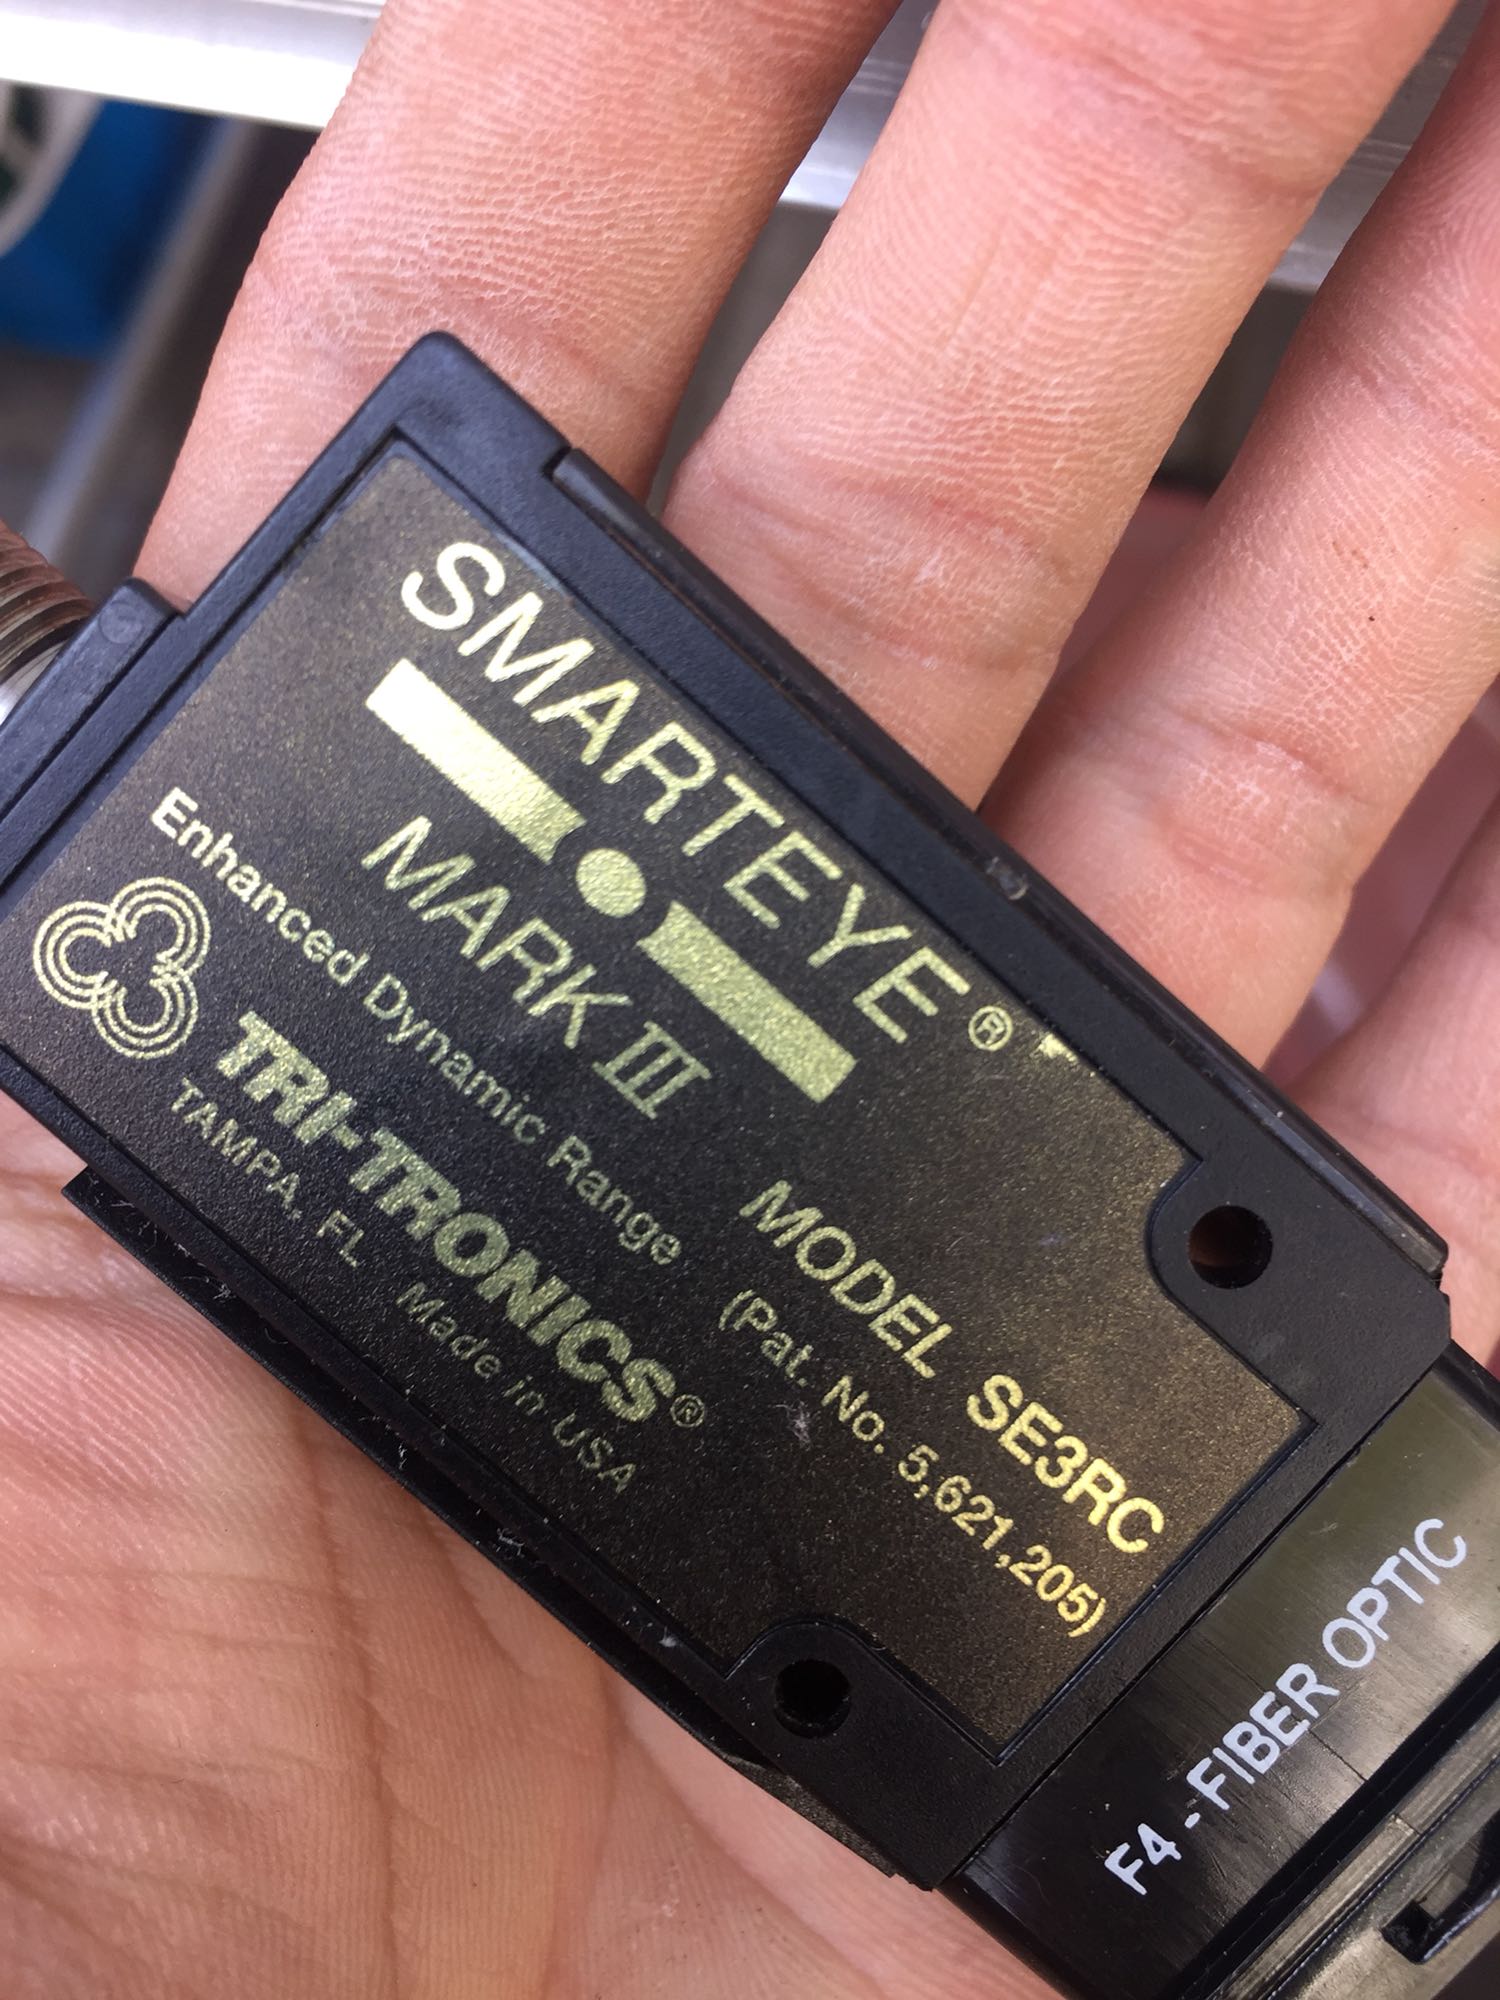 SMARTEYE®
MARK III
Enhanced Dynamic Range
TRI-TRONICS®
TAMPA, FL Made in USA
MODEL SE3RC
(Pat. No. 5,621,205)
F4 - FIBER OPTIC